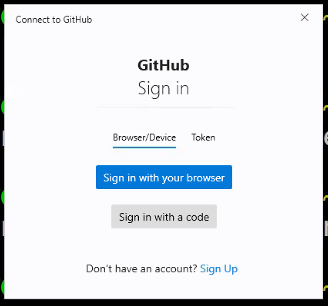 Connect to GitHub
GitHub
Sign in
Browser/Device Token
Sign in with your browser
Sign in with a code
Don't have an account? Sign Up